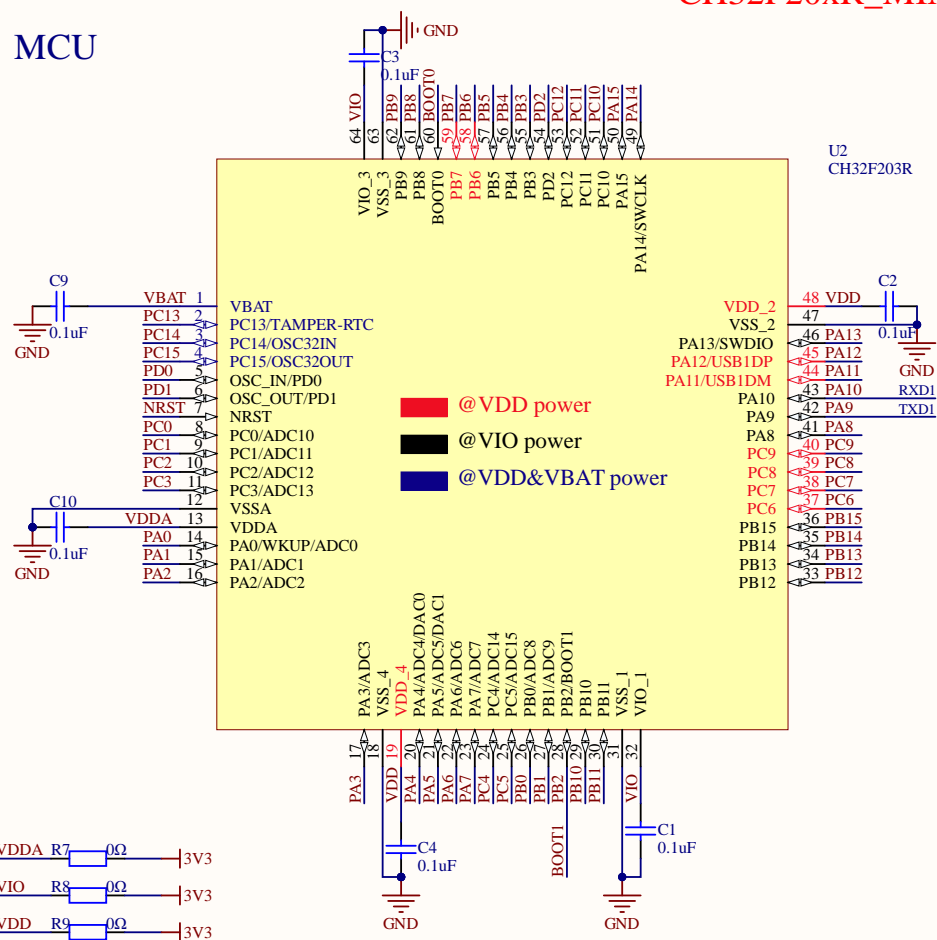 MCU
GND
C3
0.1uF
VIO
PB9
PB8
BOOT0
PB7
PB6
PB5
PB4
PB3
PD2
PC12
PC11
PC10
PA15
PA14
64
63
62
61
60
59
58
57
56
55
54
53
52
51
50
49
VIO_3
VSS_3
PB9
PB8
BOOT0
PB7
PB6
PB5
PB4
PB3
PD2
PC12
PC11
PC10
PA15
PA14/SWCLK
U2
CH32F203R
C9
0.1uF
GND
VBAT 1 VBAT
PC13 2 PC13/TAMPER-RTC
PC14 3 PC14/OSC32IN
PC15 4 PC15/OSC32OUT
PD0 5 OSC_IN/PD0
PD1 6 OSC_OUT/PD1
NRST 7 NRST
PC0 8 PC0/ADC10
PC1 9 PC1/ADC11
PC2 10 PC2/ADC12
PC3 11 PC3/ADC13
12 VSSA
VDDA 13 VDDA
PA0 14 PA0/WKUP/ADC0
PA1 15 PA1/ADC1
PA2 16 PA2/ADC2
C10
0.1uF
GND
@VDD power
@VIO power
@VDD&VBAT power
C2
0.1uF
GND
VDD_2 48 VDD
VSS_2 47
PA13/SWDIO 46 PA13
PA12/USB1DP 45 PA12
PA11/USB1DM 44 PA11
PA10 43 PA10 RXD1
PA9 42 PA9 TXD1
PA8 41 PA8
PC9 40 PC9
PC8 39 PC8
PC7 38 PC7
PC6 37 PC6
PB15 36 PB15
PB14 35 PB14
PB13 34 PB13
PB12 33 PB12
PA3/ADC3
VSS_4
VDD_4
PA4/ADC4/DAC0
PA5/ADC5/DAC1
PA6/ADC6
PA7/ADC7
PC4/ADC14
PC5/ADC15
PB0/ADC8
PB1/ADC9
PB2/BOOT1
PB10
PB11
VSS_1
VIO_1
17
18
19
20
21
22
23
24
25
26
27
28
29
30
31
32
PA3
VDD
PA4
PA5
PA6
PA7
PC4
PC5
PB0
PB1
PB2
PB10
PB11
VIO
BOOT1
C4
0.1uF
GND
C1
0.1uF
GND
VDDA R7 0Ω 3V3
VIO R8 0Ω 3V3
VDD R9 0Ω 3V3